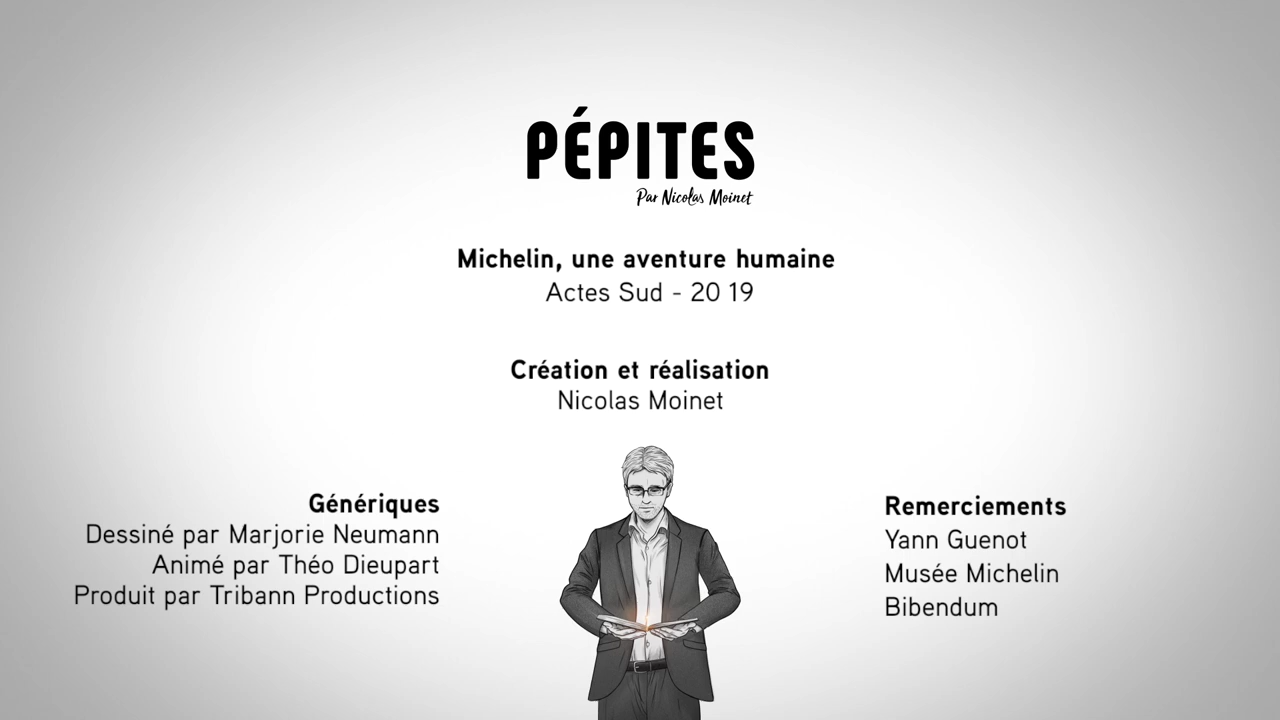 PÉPITES
Par Nicolas Moinet
Michelin, une aventure humaine
Actes Sud - 20 19
Création et réalisation
Nicolas Moinet
Génériques
Dessiné par Marjorie Neumann
Animé par Théo Dieupart
Produit par Tribann Productions
Remerciements
Yann Guenot
Musée Michelin
Bibendum